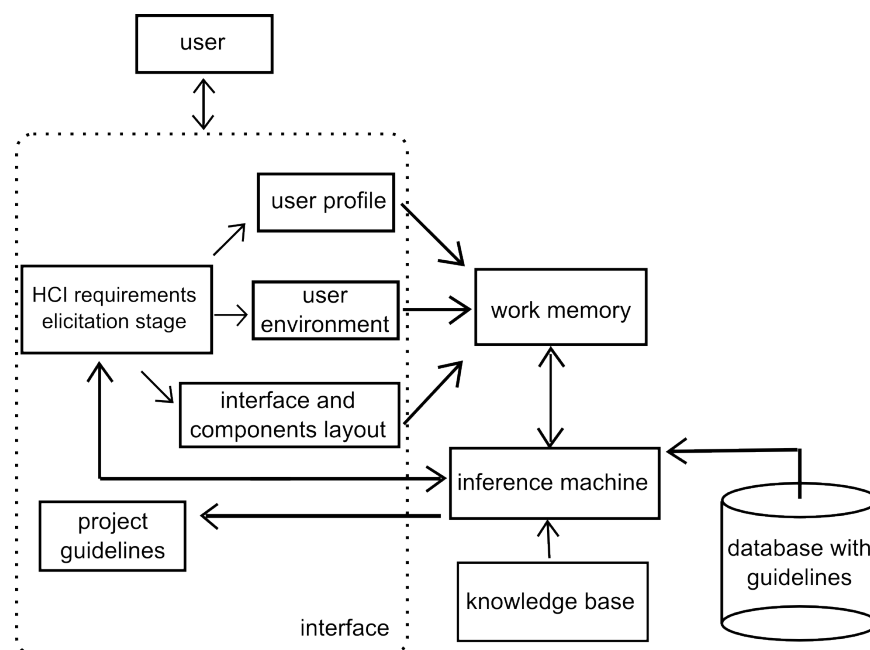 user
user profile
HCI requirements
elicitation stage
user
environment
work memory
interface and
components layout
inference machine
project
guidelines
database with
guidelines
knowledge base
interface